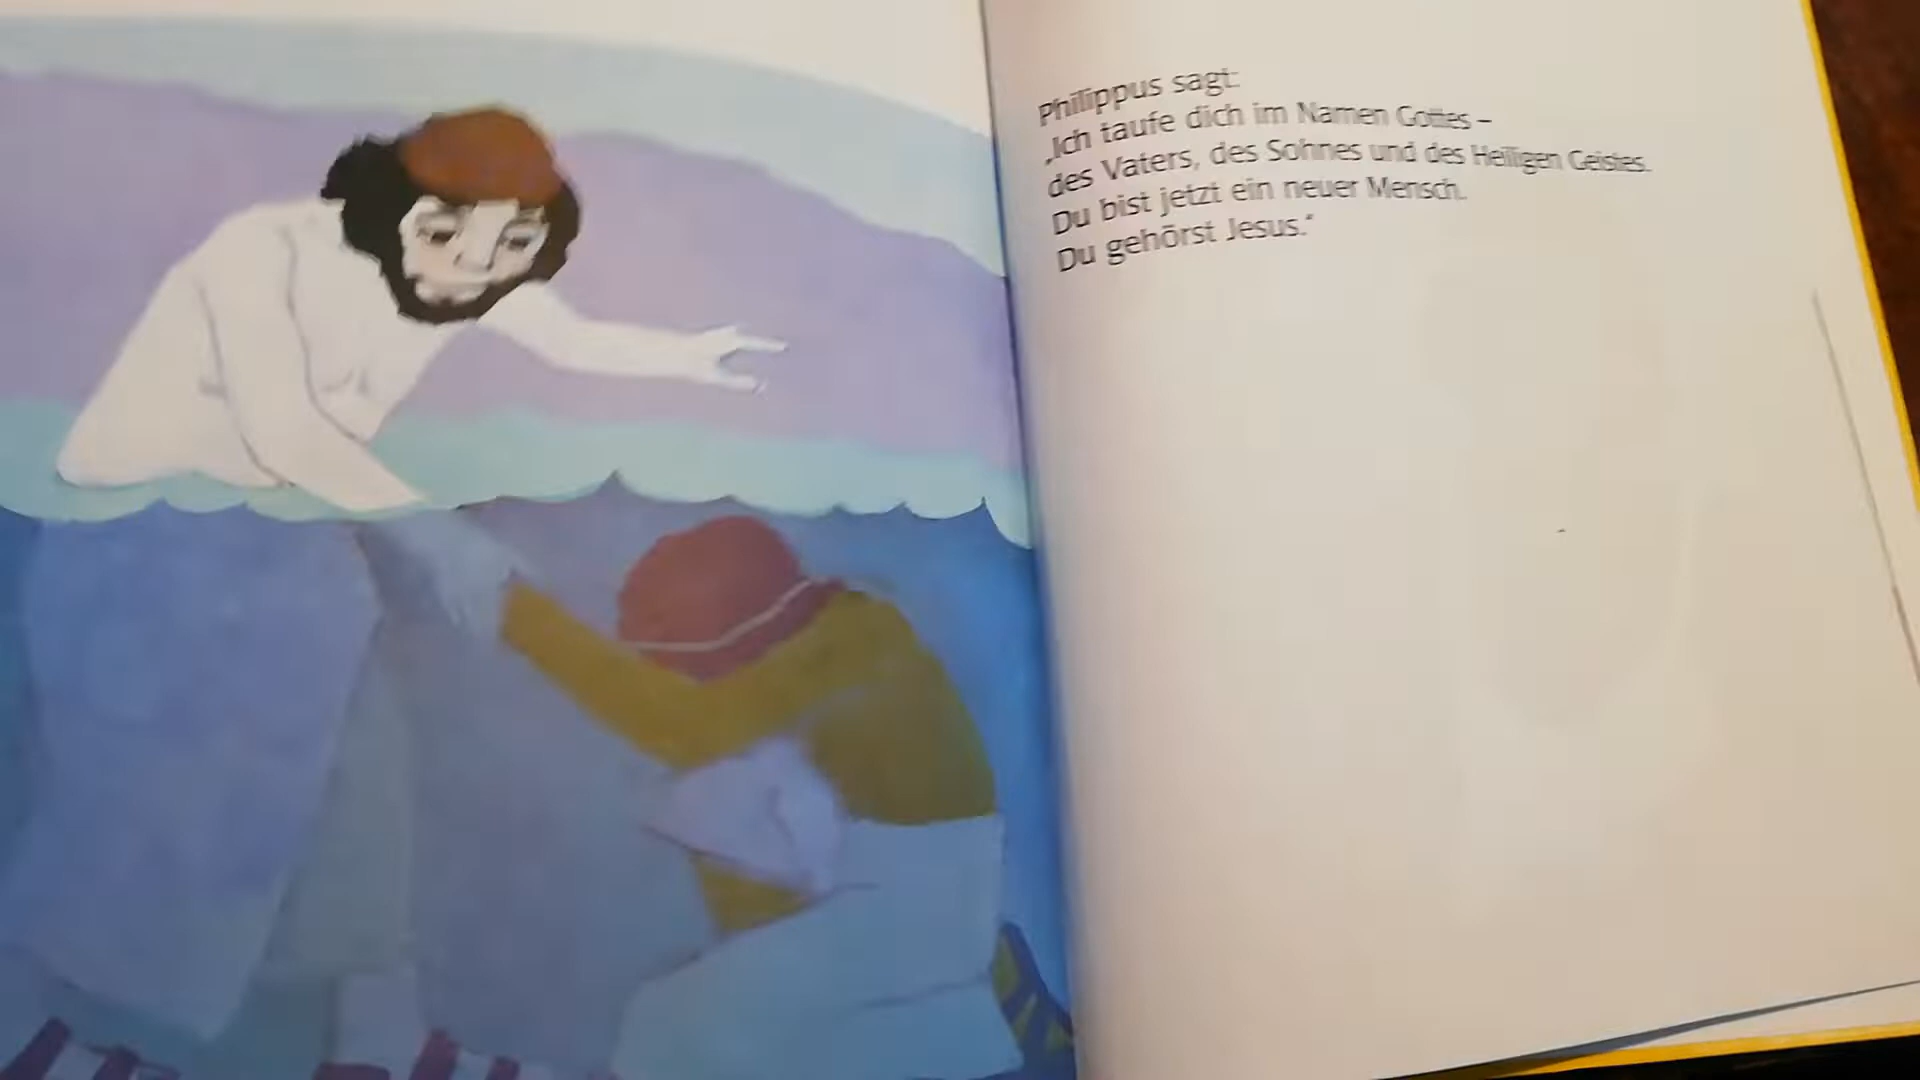 Philippus sagt:
„Ich taufe dich im Namen Gottes –
des Vaters, des Sohnes und des Heiligen Geistes.
Du bist jetzt ein neuer Mensch.
Du gehörst Jesus.“